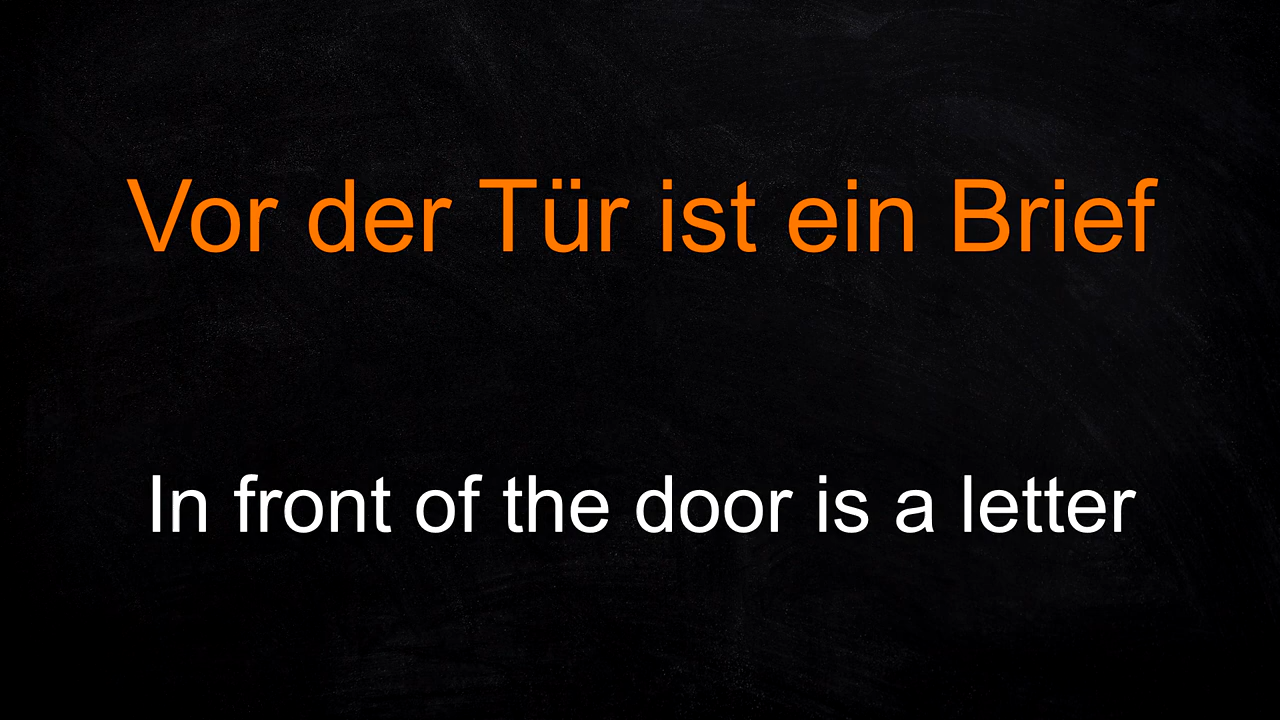 Vor der Tür ist ein Brief
In front of the door is a letter